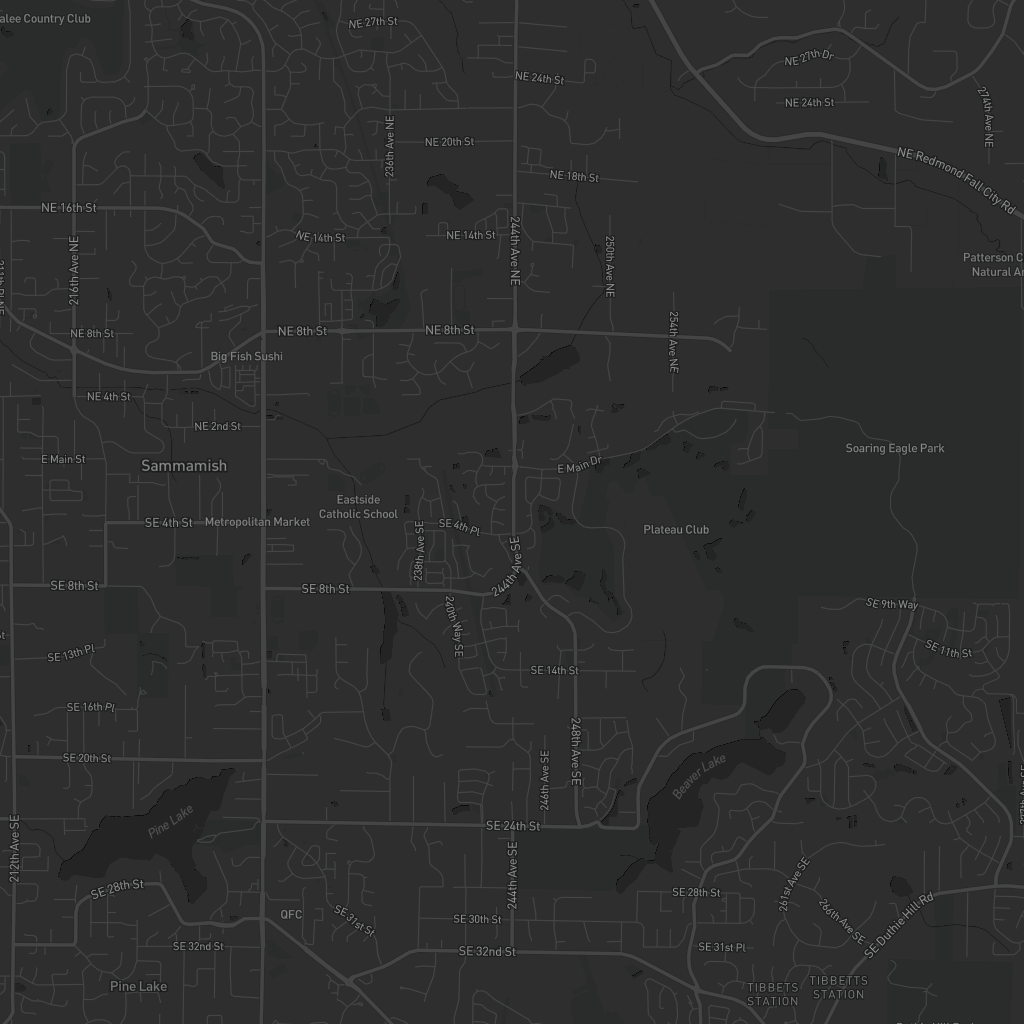 alee Country Club
NE 27th St
NE 27th Dr
NE 24th St
NE 24th St
274th Ave NE
236th Ave NE
NE 20th St
NE Redmond Fall City Rd
NE 18th St
NE 16th St
244th Ave NE
NE 14th St
NE 14th St
250th Ave NE
216th Ave NE
Patterson C
Natural Ar
NE 8th St
NE 8th St
NE 8th St
254th Ave NE
Big Fish Sushi
NE 4th St
NE 2nd St
E Main St
Sammamish
E Main Dr
Soaring Eagle Park
Eastside
Catholic School
SE 4th St
Metropolitan Market
SE 4th Pl
Plateau Club
238th Ave SE
244th Ave SE
SE 8th St
SE 8th St
SE 9th Way
240th Way SE
SE 11th St
SE 13th Pl
SE 14th St
SE 16th Pl
248th Ave SE
SE 20th St
246th Ave SE
Beaver Lake
Pine Lake
SE 24th St
212th Ave SE
244th Ave SE
SE 28th St
SE 28th St
261st Ave SE
266th Ave SE
SE Duthie Hill Rd
QFC
SE 31st St
SE 30th St
SE 32nd St
SE 32nd St
SE 31st Pl
Pine Lake
TIBBETS
STATION
TIBBETTS
STATION